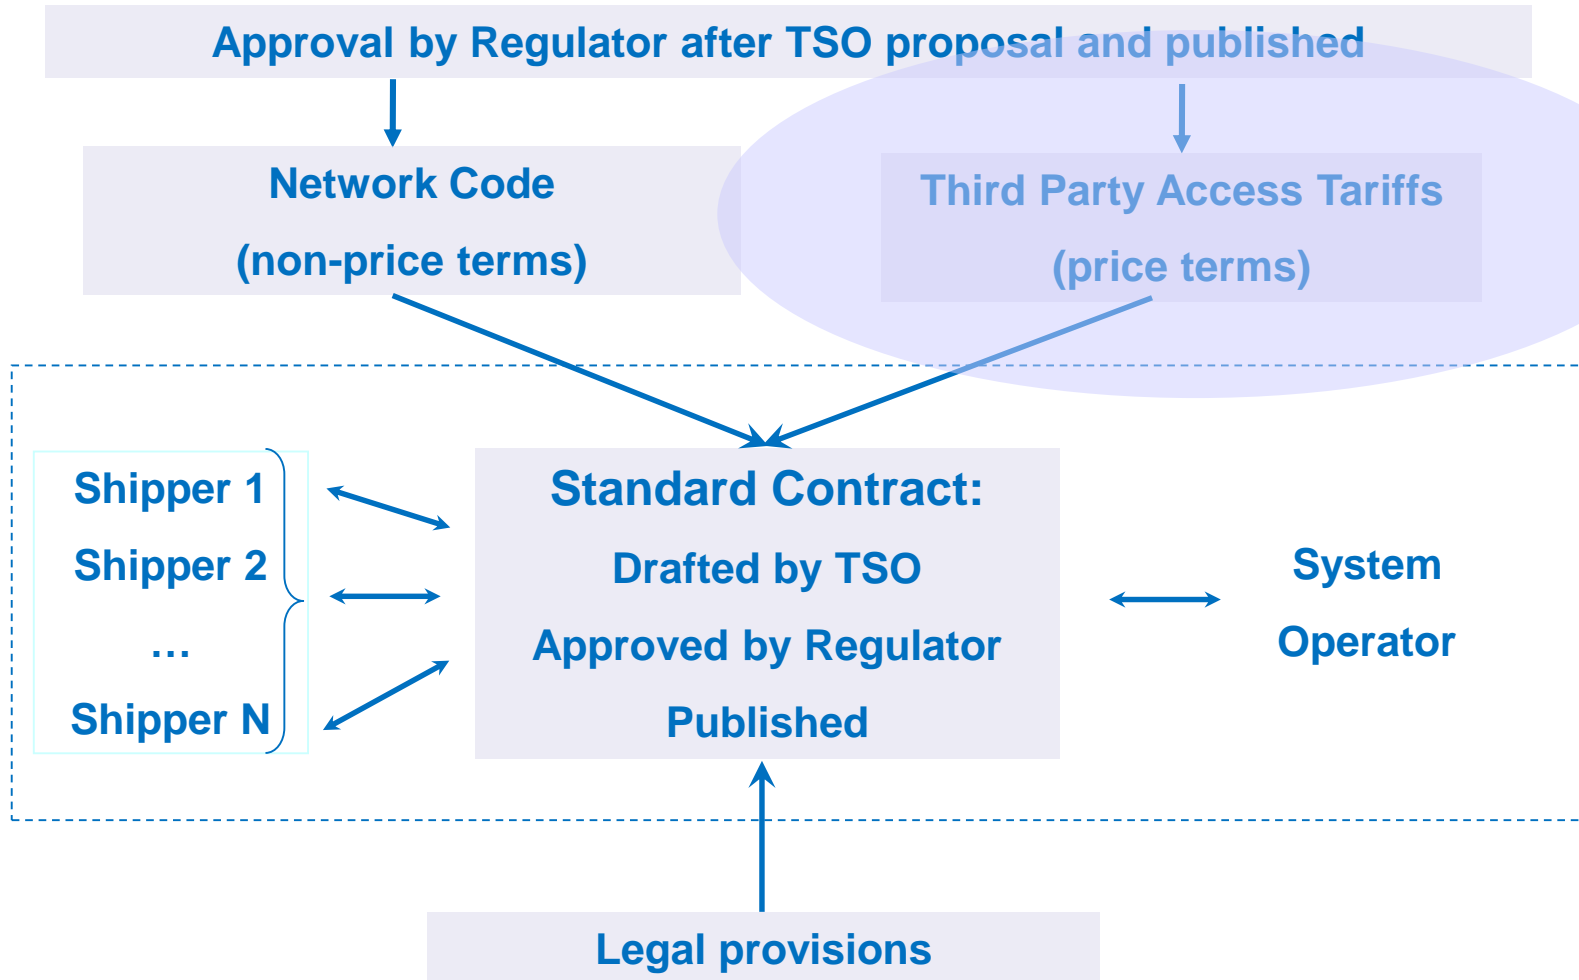 Approval by Regulator after TSO proposal and published
Network Code
(non-price terms)
Third Party Access Tariffs
(price terms)
Shipper 1
Shipper 2
…
Shipper N
Standard Contract:
Drafted by TSO
Approved by Regulator
Published
System
Operator
Legal provisions